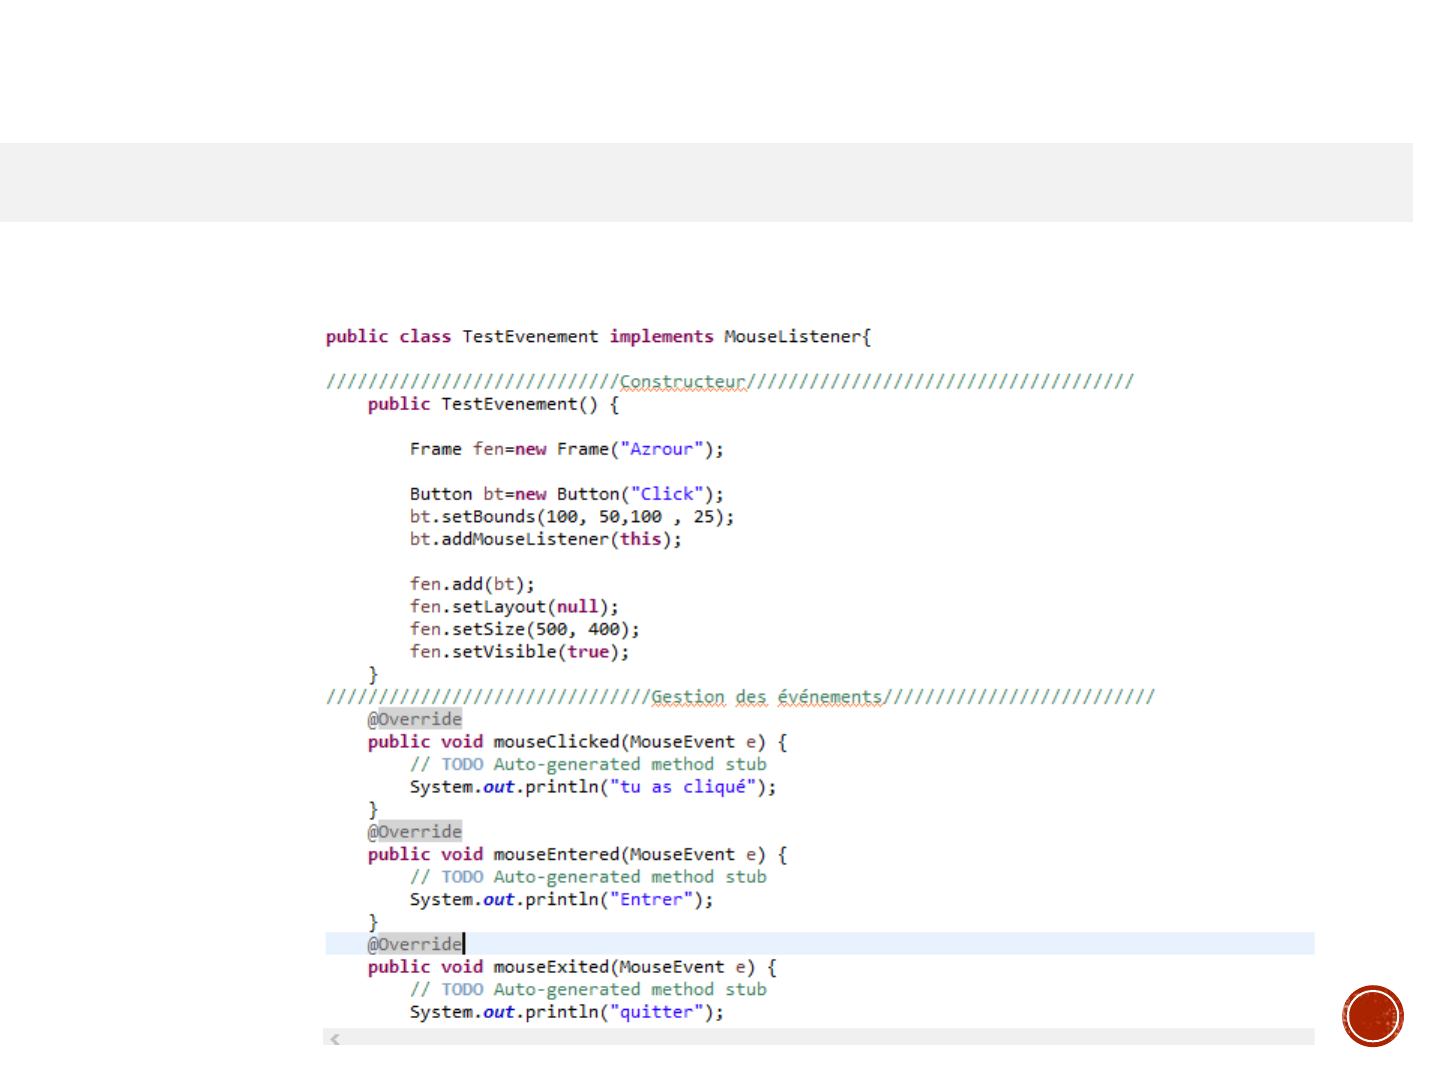 public class TestEvenement implements MouseListener{
////////////////////////////Constructeur/////////////////////////////////////
public TestEvenement() {
Frame fen=new Frame("Azrour");
Button bt=new Button("Click");
bt.setBounds(100, 50,100 , 25);
bt.addMouseListener(this);
fen.add(bt);
fen.setLayout(null);
fen.setSize(500, 400);
fen.setVisible(true);
}
///////////////////////////////Gestion des événements//////////////////////////
@Override
public void mouseClicked(MouseEvent e) {
// TODO Auto-generated method stub
System.out.println("tu as cliqué");
}
@Override
public void mouseEntered(MouseEvent e) {
// TODO Auto-generated method stub
System.out.println("Entrer");
}
@Override
public void mouseExited(MouseEvent e) {
// TODO Auto-generated method stub
System.out.println("quitter");